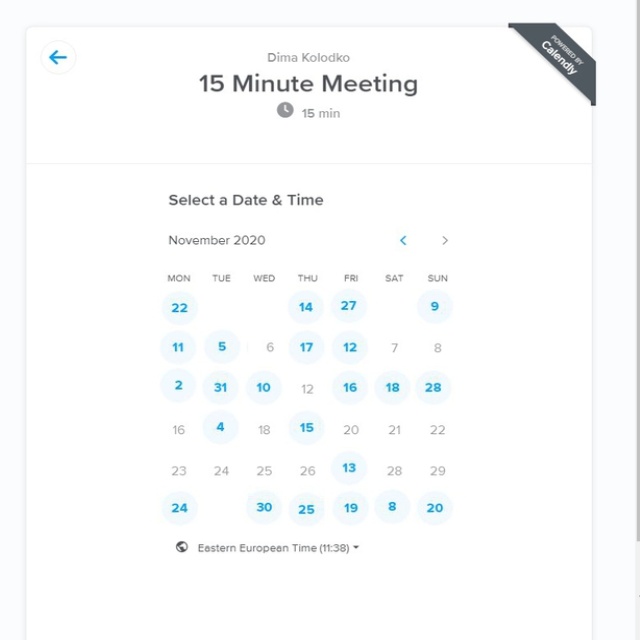 Dima Kolodko
15 Minute Meeting
15 min
POWERED BY
Calendly
Select a Date & Time
November 2020
MON TUE WED THU FRI SAT SUN
22 14 27 9
11 5 6 17 12 7 8
2 31 10 12 16 18 28
16 4 18 15 20 21 22
23 24 25 26 13 28 29
24 30 25 19 8 20
Eastern European Time (11:38)